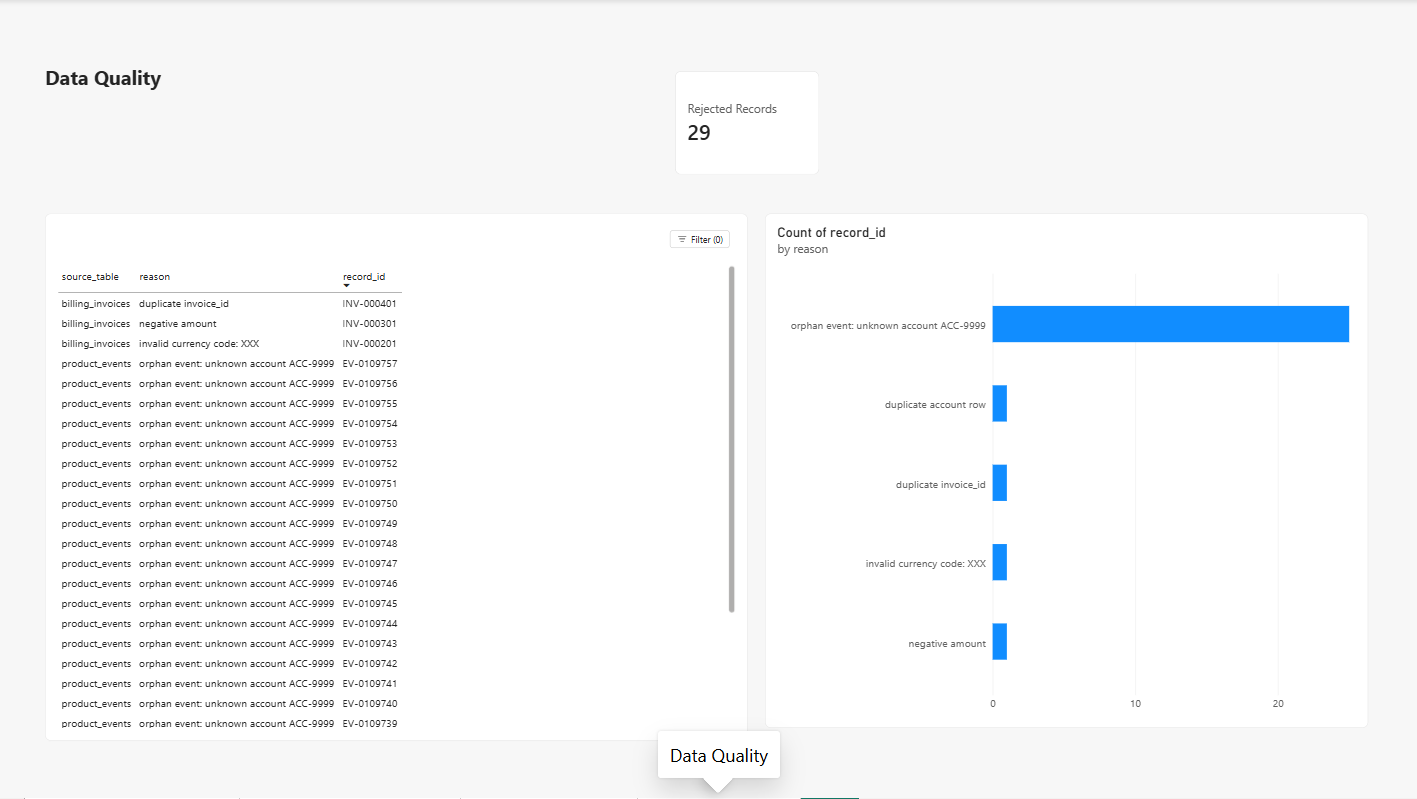 Data Quality
Rejected Records
29
Filter (0)
source_table reason record_id
billing_invoices duplicate invoice_id INV-000401
billing_invoices negative amount INV-000301
billing_invoices invalid currency code: XXX INV-000201
product_events orphan event: unknown account ACC-9999 EV-0109757
product_events orphan event: unknown account ACC-9999 EV-0109756
product_events orphan event: unknown account ACC-9999 EV-0109755
product_events orphan event: unknown account ACC-9999 EV-0109754
product_events orphan event: unknown account ACC-9999 EV-0109753
product_events orphan event: unknown account ACC-9999 EV-0109752
product_events orphan event: unknown account ACC-9999 EV-0109751
product_events orphan event: unknown account ACC-9999 EV-0109750
product_events orphan event: unknown account ACC-9999 EV-0109749
product_events orphan event: unknown account ACC-9999 EV-0109748
product_events orphan event: unknown account ACC-9999 EV-0109747
product_events orphan event: unknown account ACC-9999 EV-0109746
product_events orphan event: unknown account ACC-9999 EV-0109745
product_events orphan event: unknown account ACC-9999 EV-0109744
product_events orphan event: unknown account ACC-9999 EV-0109743
product_events orphan event: unknown account ACC-9999 EV-0109742
product_events orphan event: unknown account ACC-9999 EV-0109741
product_events orphan event: unknown account ACC-9999 EV-0109740
product_events orphan event: unknown account ACC-9999 EV-0109739
Count of record_id
by reason
orphan event: unknown account ACC-9999
duplicate account row
duplicate invoice_id
invalid currency code: XXX
negative amount
0 10 20
Data Quality